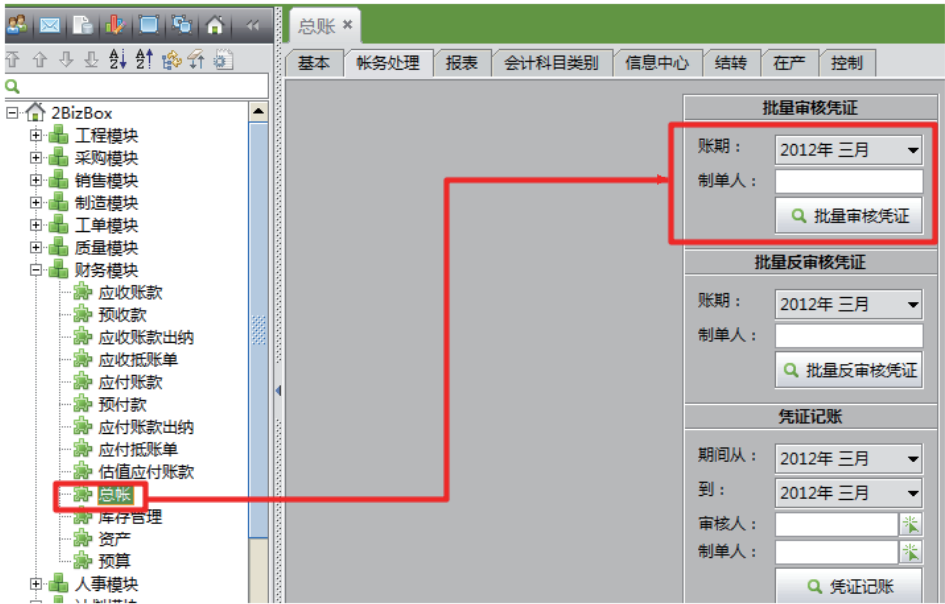 总账
基本 帐务处理 报表 会计科目类别 信息中心 结转 在产 控制
2BizBox
工程模块
采购模块
销售模块
制造模块
工单模块
质量模块
财务模块
应收账款
预收款
应收账款出纳
应收抵账单
应付账款
预付款
应付账款出纳
应付抵账单
估值应付账款
总帐
库存管理
资产
预算
人事模块
批量审核凭证
账期：
2012年 三月
制单人：
批量审核凭证
批量反审核凭证
账期：
2012年 三月
制单人：
批量反审核凭证
凭证记账
期间从：
2012年 三月
到：
2012年 三月
审核人：
制单人：
凭证记账